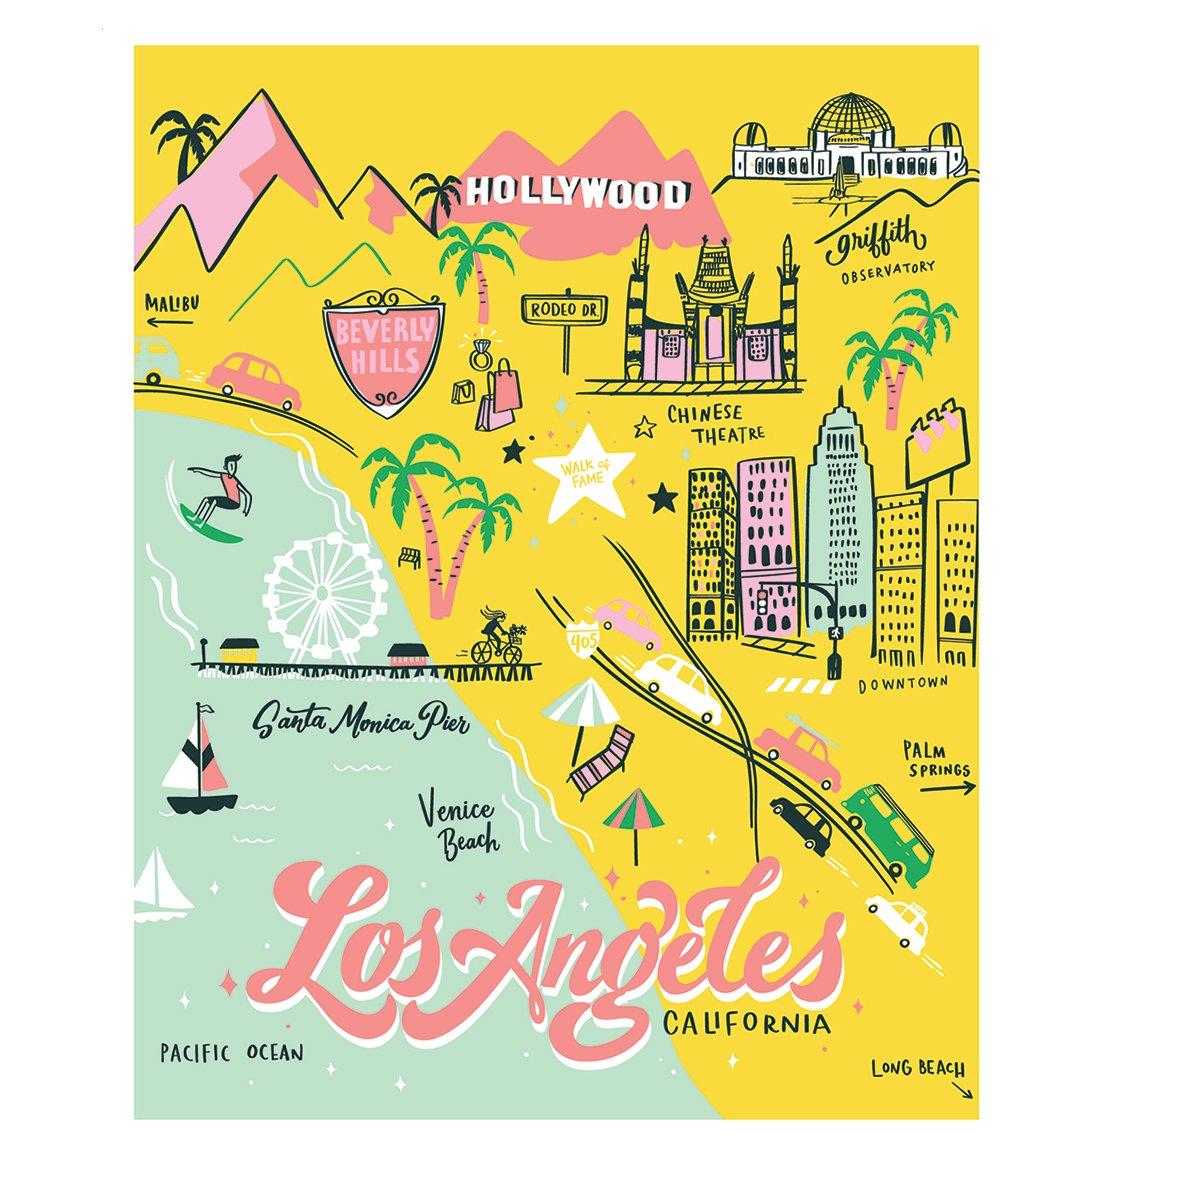 HOLLYWOOD
griffith
OBSERVATORY
MALIBU
BEVERLY
HILLS
RODEO DR.
CHINESE
THEATRE
WALK of
FAME
405
DOWNTOWN
Santa Monica Pier
PALM
SPRINGS
Venice
Beach
Los Angeles
CALIFORNIA
PACIFIC OCEAN
LONG BEACH